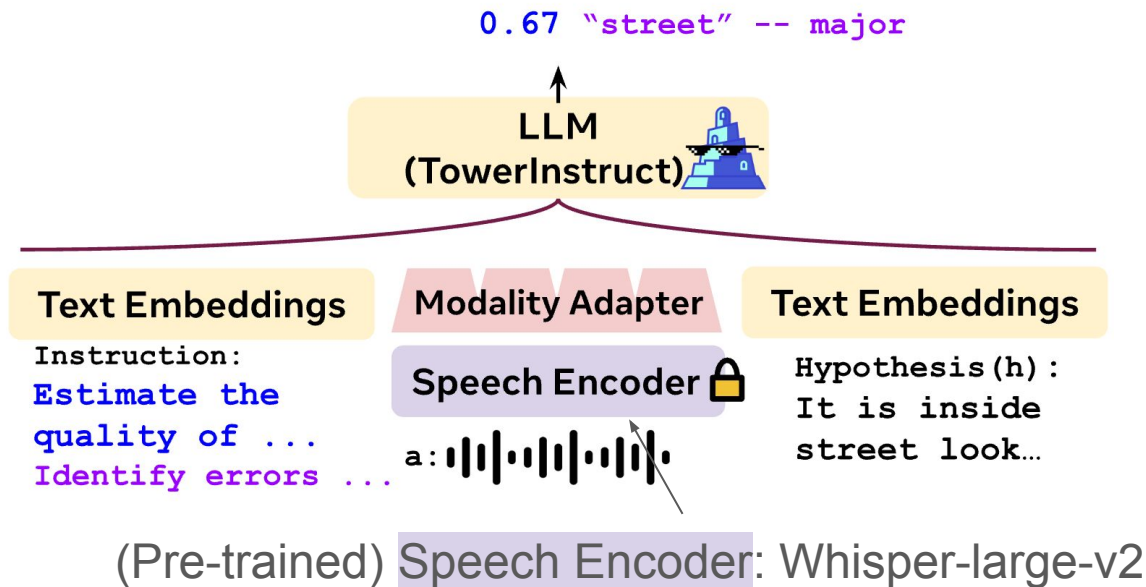 0.67 “street” -- major
LLM
(TowerInstruct)
Text Embeddings
Modality Adapter
Text Embeddings
Instruction:
Estimate the
quality of ...
Identify errors ...
Speech Encoder
a:
Hypothesis(h):
It is inside
street look…
(Pre-trained) Speech Encoder: Whisper-large-v2